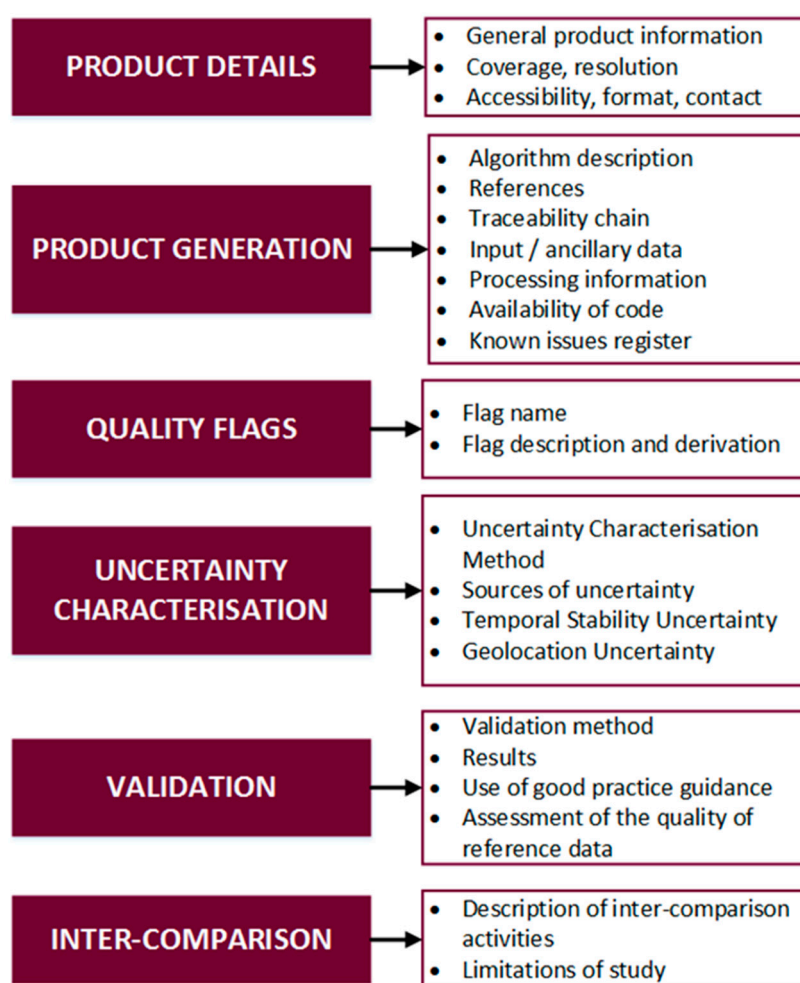 PRODUCT DETAILS
• General product information
• Coverage, resolution
• Accessibility, format, contact
PRODUCT GENERATION
• Algorithm description
• References
• Traceability chain
• Input / ancillary data
• Processing information
• Availability of code
• Known issues register
QUALITY FLAGS
• Flag name
• Flag description and derivation
UNCERTAINTY
CHARACTERISATION
• Uncertainty Characterisation
Method
• Sources of uncertainty
• Temporal Stability Uncertainty
• Geolocation Uncertainty
VALIDATION
• Validation method
• Results
• Use of good practice guidance
• Assessment of the quality of
reference data
INTER-COMPARISON
• Description of inter-comparison
activities
• Limitations of study